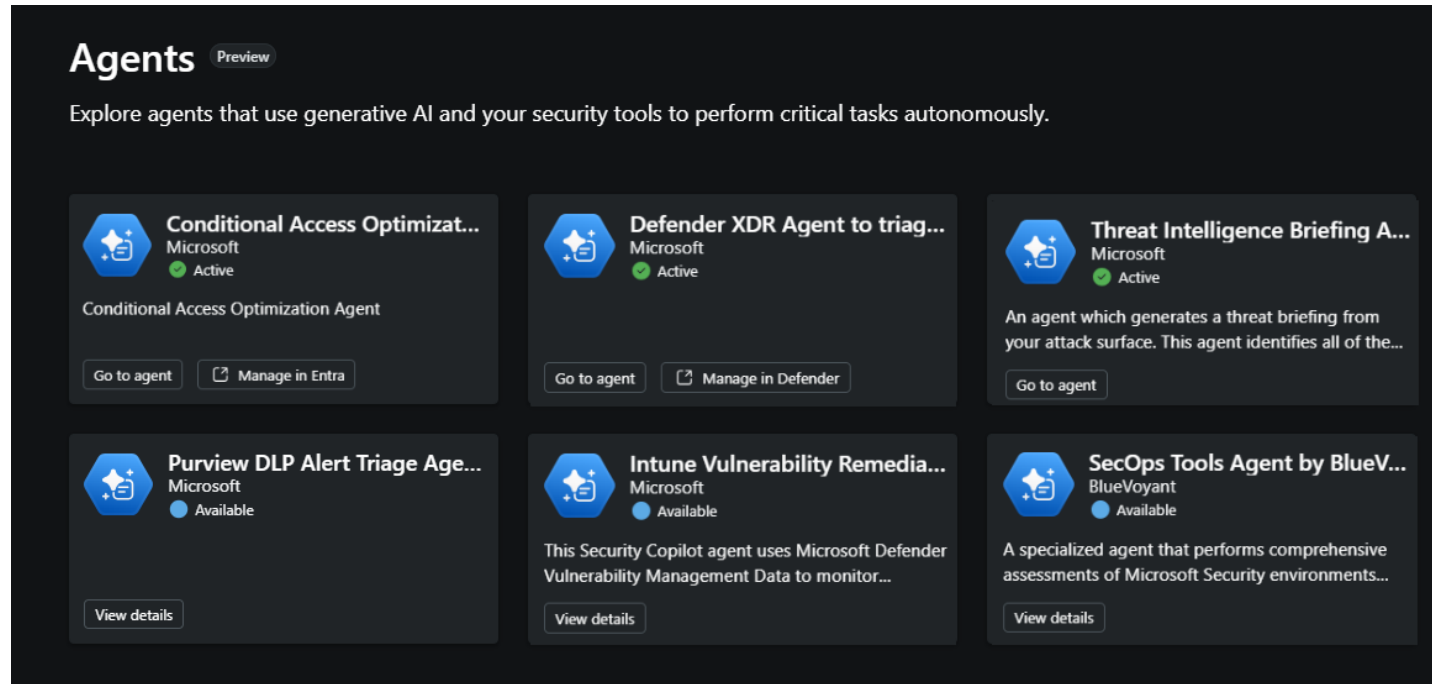 Agents Preview
Explore agents that use generative AI and your security tools to perform critical tasks autonomously.
Conditional Access Optimizat...
Microsoft
Active
Conditional Access Optimization Agent
Go to agent
Manage in Entra
Defender XDR Agent to triag...
Microsoft
Active
Go to agent
Manage in Defender
Threat Intelligence Briefing A...
Microsoft
Active
An agent which generates a threat briefing from
your attack surface. This agent identifies all of the...
Go to agent
Purview DLP Alert Triage Age...
Microsoft
Available
View details
Intune Vulnerability Remedia...
Microsoft
Available
This Security Copilot agent uses Microsoft Defender
Vulnerability Management Data to monitor...
View details
SecOps Tools Agent by BlueV...
BlueVoyant
Available
A specialized agent that performs comprehensive
assessments of Microsoft Security environments...
View details